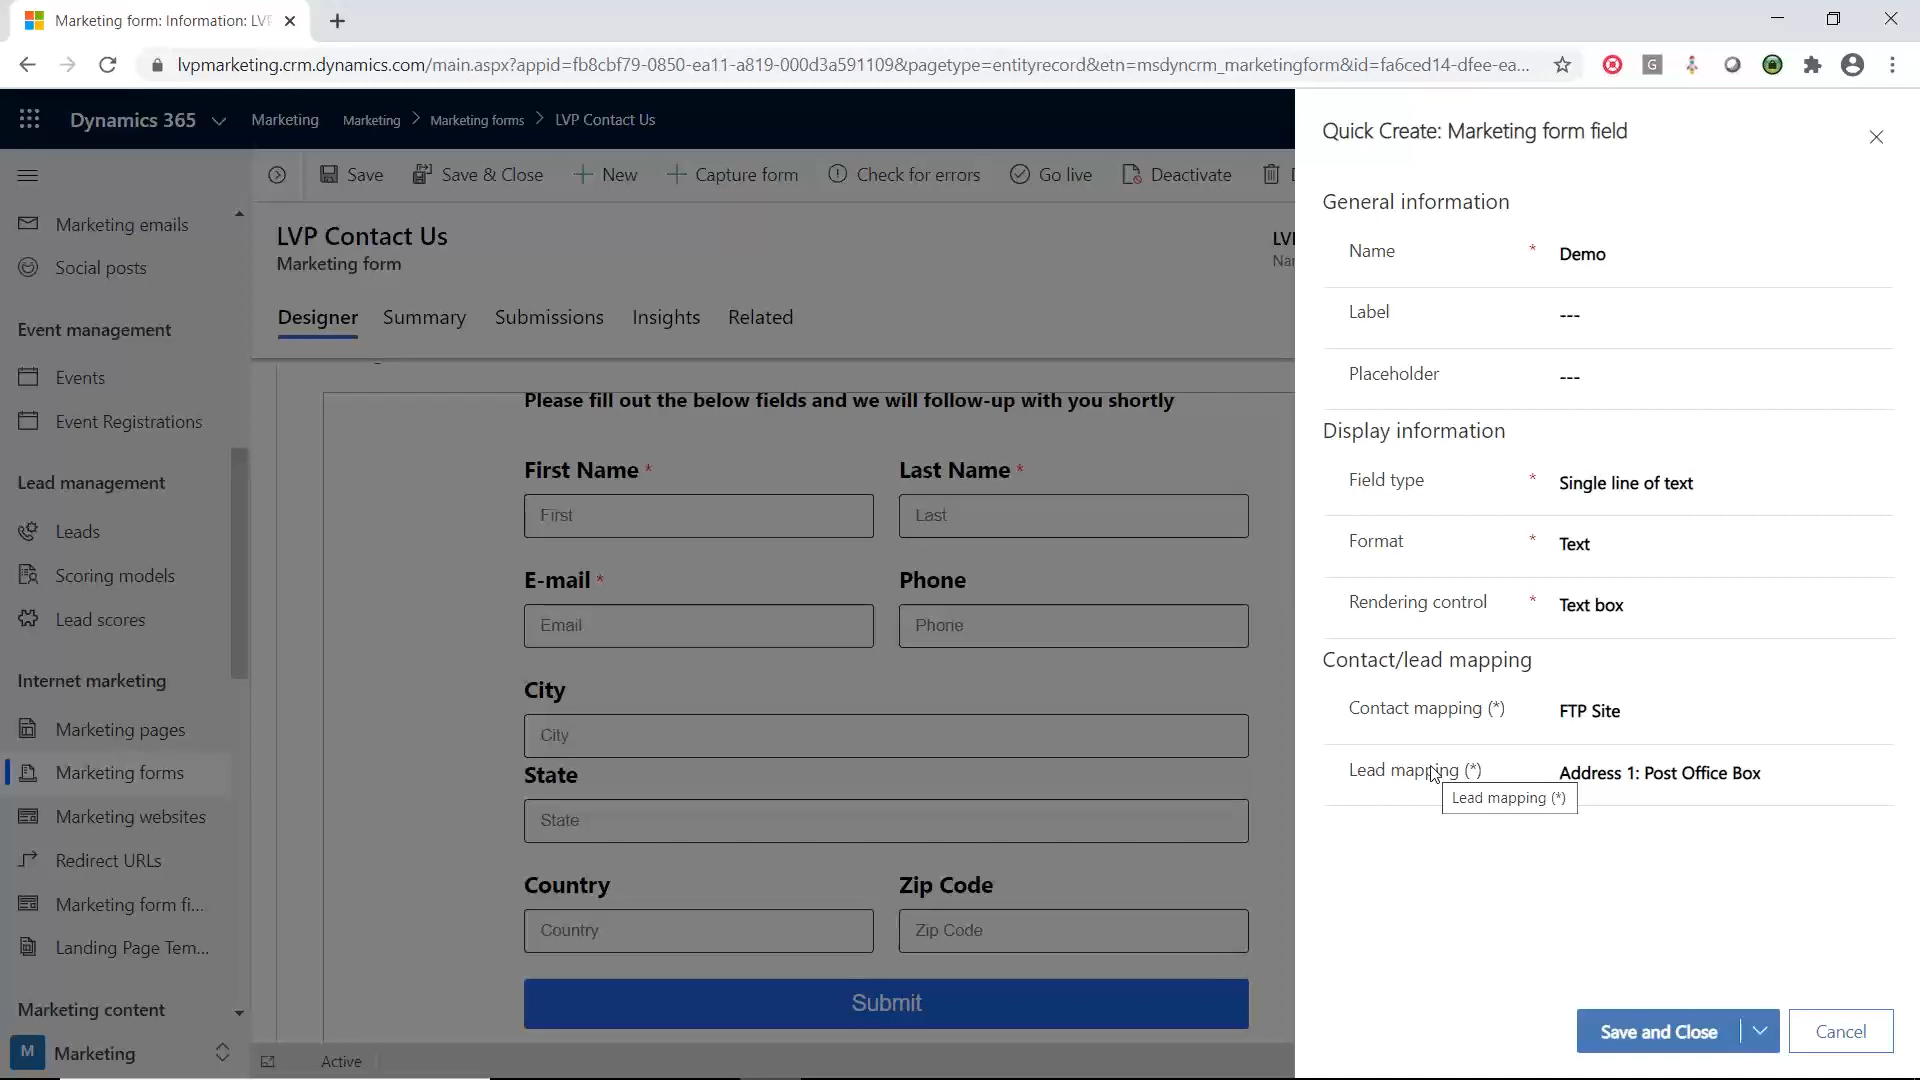 Marketing form: Information: LVP
lvpmarketing.crm.dynamics.com/main.aspx?appid=fb8cbf79-0850-ea11-a819-000d3a591109&pagetype=entityrecord&etn=msdyncrm_marketingform&id=fa6ced14-dfee-ea...
G
Dynamics 365
Marketing
Marketing > Marketing forms > LVP Contact Us
Save
Save & Close
New
Capture form
Check for errors
Go live
Deactivate
D
Marketing emails
Social posts
Event management
Events
Event Registrations
Lead management
Leads
Scoring models
Lead scores
Internet marketing
Marketing pages
Marketing forms
Marketing websites
Redirect URLs
Marketing form fi...
Landing Page Tem...
Marketing content
M Marketing
LVP Contact Us
Marketing form
LVI
Nar
Designer
Summary
Submissions
Insights
Related
Please fill out the below fields and we will follow-up with you shortly
First Name *
Last Name *
First
Last
E-mail *
Phone
Email
Phone
City
City
State
State
Country
Zip Code
Country
Zip Code
Submit
Active
Quick Create: Marketing form field
General information
Name * Demo
Label ---
Placeholder ---
Display information
Field type * Single line of text
Format * Text
Rendering control * Text box
Contact/lead mapping
Contact mapping (*) FTP Site
Lead mapping (*) Address 1: Post Office Box
Lead mapping (*)
Save and Close
Cancel